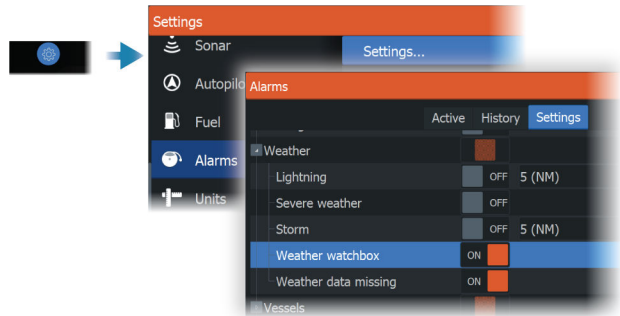 Settings
Sonar
Settings...
Autopilo
Alarms
Fuel
Active History Settings
Weather
Alarms
Lightning OFF 5 (NM)
Units
Severe weather OFF
Storm OFF 5 (NM)
Weather watchbox ON
Weather data missing ON
Vessels